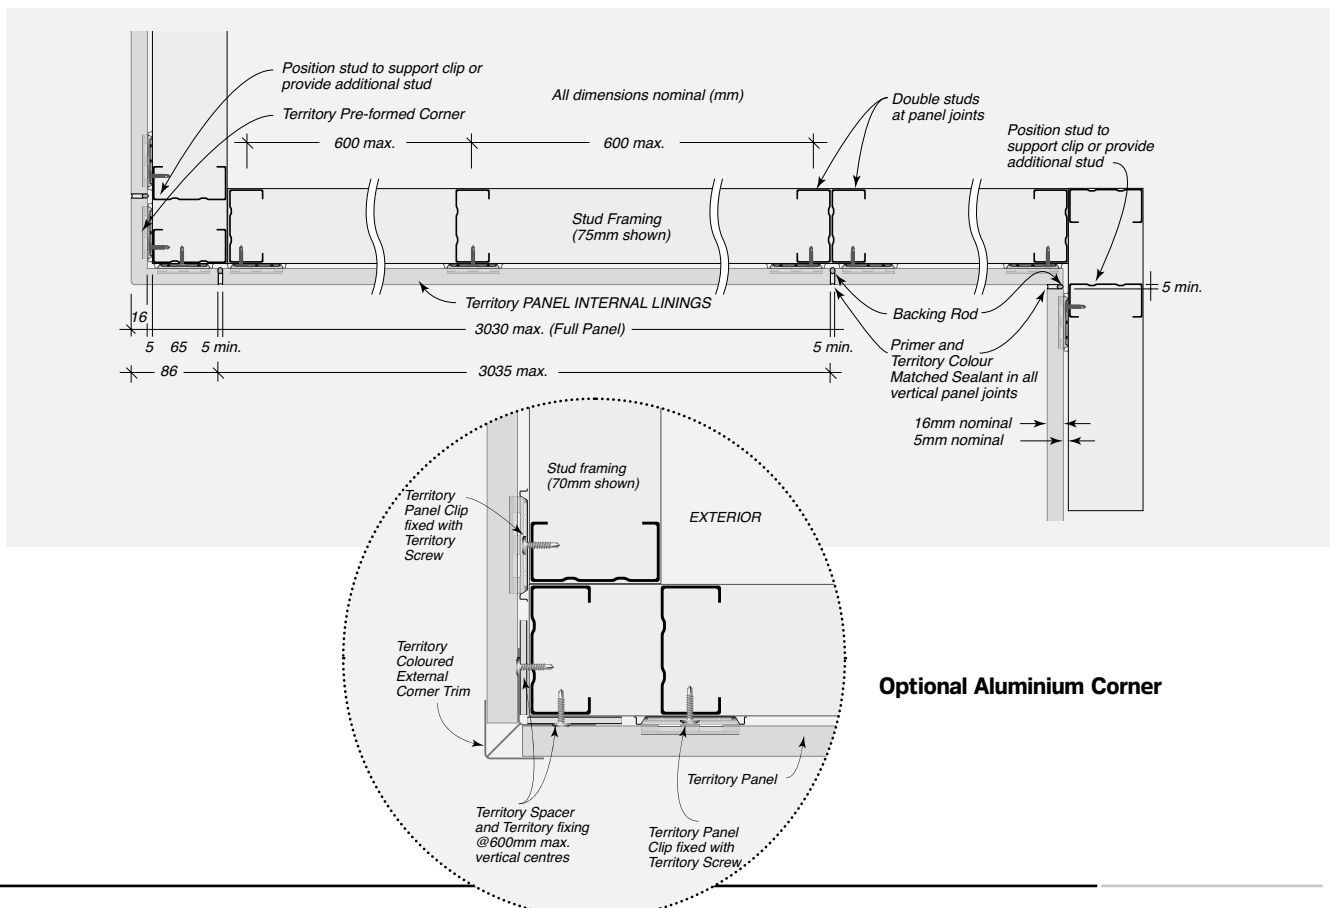 Position stud to support clip or
provide additional stud
Territory Pre-formed Corner
All dimensions nominal (mm)
Double studs
at panel joints
Position stud to
support clip or provide
additional stud
600 max.
600 max.
Stud Framing
(75mm shown)
Territory PANEL INTERNAL LININGS
5 min.
16
3030 max. (Full Panel)
Backing Rod
5
65
5 min.
5 min.
Primer and
Territory Colour
Matched Sealant in all
vertical panel joints
86
3035 max.
16mm nominal
5mm nominal
Stud framing
(70mm shown)
Territory
Panel Clip
fixed with
Territory
Screw
EXTERIOR
Territory
Coloured
External
Corner Trim
Optional Aluminium Corner
Territory Panel
Territory Spacer
and Territory fixing
@600mm max.
vertical centres
Territory Panel
Clip fixed with
Territory Screw